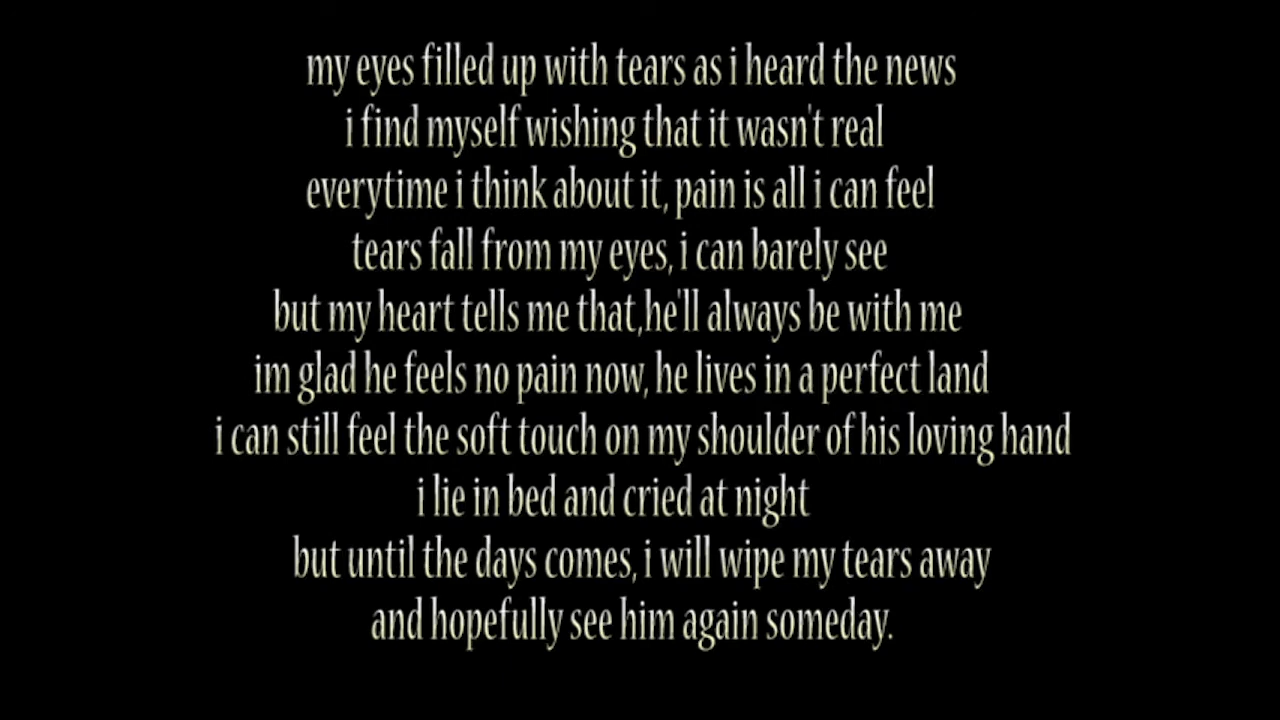 my eyes filled up with tears as i heard the news
i find myself wishing that it wasn't real
everytime i think about it, pain is all i can feel
tears fall from my eyes, i can barely see
but my heart tells me that,he'll always be with me
im glad he feels no pain now, he lives in a perfect land
i can still feel the soft touch on my shoulder of his loving hand
i lie in bed and cried at night
but until the days comes, i will wipe my tears away
and hopefully see him again someday.